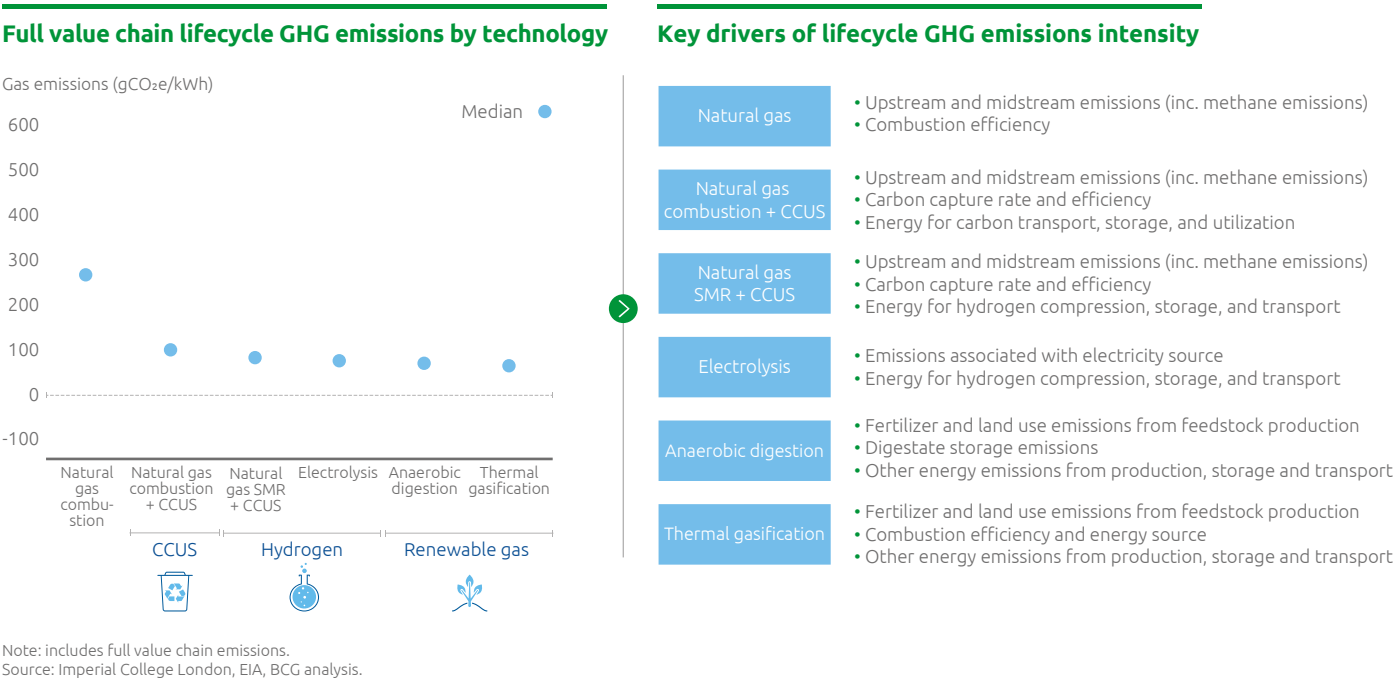 Full value chain lifecycle GHG emissions by technology
Gas emissions (gCO₂e/kWh)
Median
600
500
400
300
200
100
0
-100
Natural
gas
combu-
stion
Natural gas
combustion
+ CCUS
Natural
gas SMR
+ CCUS
Electrolysis
Anaerobic
digestion
Thermal
gasification
CCUS
Hydrogen
Renewable gas
Key drivers of lifecycle GHG emissions intensity
Natural gas
• Upstream and midstream emissions (inc. methane emissions)
• Combustion efficiency
Natural gas
combustion + CCUS
• Upstream and midstream emissions (inc. methane emissions)
• Carbon capture rate and efficiency
• Energy for carbon transport, storage, and utilization
Natural gas
SMR + CCUS
• Upstream and midstream emissions (inc. methane emissions)
• Carbon capture rate and efficiency
• Energy for hydrogen compression, storage, and transport
Electrolysis
• Emissions associated with electricity source
• Energy for hydrogen compression, storage, and transport
Anaerobic digestion
• Fertilizer and land use emissions from feedstock production
• Digestate storage emissions
• Other energy emissions from production, storage and transport
Thermal gasification
• Fertilizer and land use emissions from feedstock production
• Combustion efficiency and energy source
• Other energy emissions from production, storage and transport
Note: includes full value chain emissions.
Source: Imperial College London, EIA, BCG analysis.